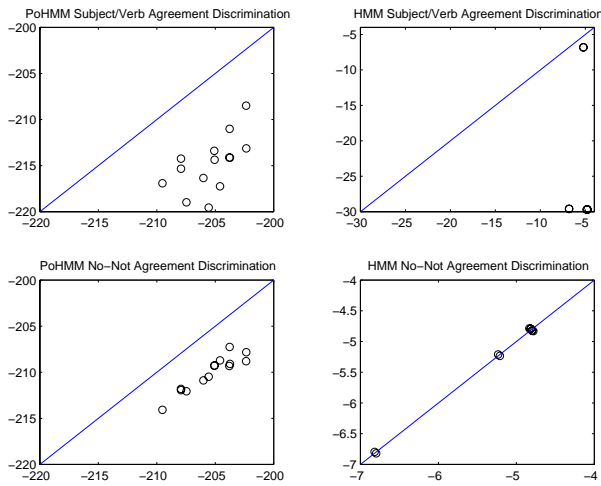 PoHMM Subject/Verb Agreement Discrimination
−200
−205
−210
−215
−220
−220 −215 −210 −205 −200
HMM Subject/Verb Agreement Discrimination
−5
−10
−15
−20
−25
−30
−30 −25 −20 −15 −10 −5
PoHMM No−Not Agreement Discrimination
−200
−205
−210
−215
−220
−220 −215 −210 −205 −200
HMM No−Not Agreement Discrimination
−4
−4.5
−5
−5.5
−6
−6.5
−7
−7 −6 −5 −4